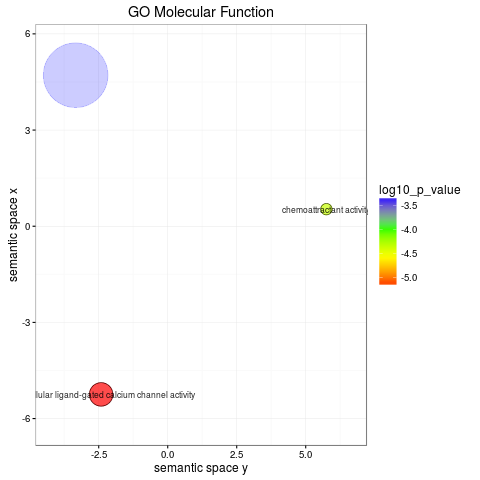 GO Molecular Function
6
3
0
-3
-6
semantic space x
chemoattractant activity
lular ligand-gated calcium channel activity
-2.5 0.0 2.5 5.0
semantic space y
log10_p_value
-3.5
-4.0
-4.5
-5.0